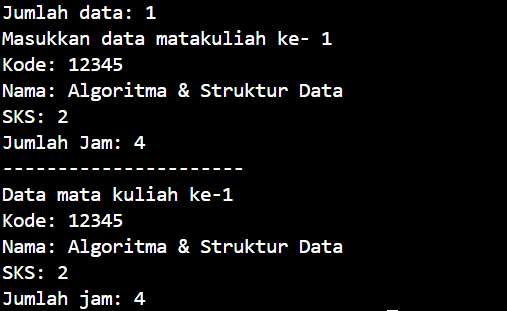 Jumlah data: 1
Masukkan data matakuliah ke- 1
Kode: 12345
Nama: Algoritma & Struktur Data
SKS: 2
Jumlah Jam: 4
----------------------
Data mata kuliah ke-1
Kode: 12345
Nama: Algoritma & Struktur Data
SKS: 2
Jumlah jam: 4